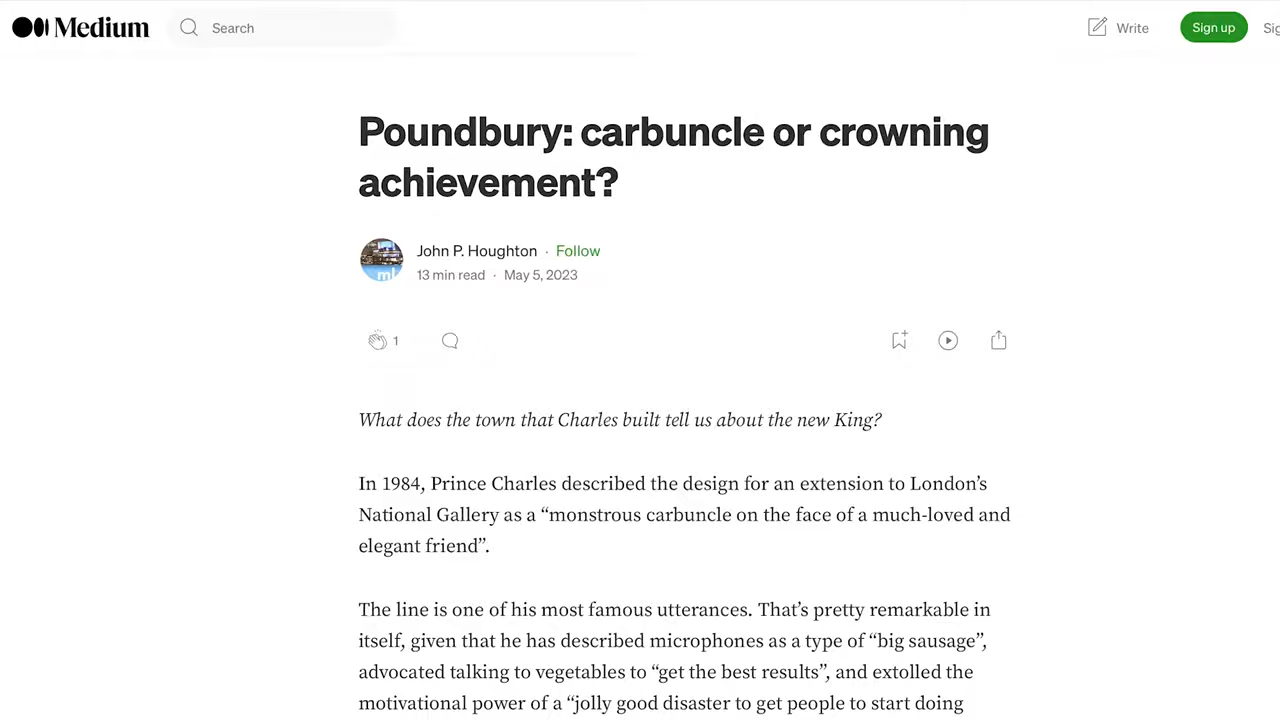 Medium
Search
Write
Sign up
Sig
Poundbury: carbuncle or crowning
achievement?
John P. Houghton · Follow
13 min read · May 5, 2023
1
What does the town that Charles built tell us about the new King?
In 1984, Prince Charles described the design for an extension to London’s
National Gallery as a “monstrous carbuncle on the face of a much-loved and
elegant friend”.
The line is one of his most famous utterances. That’s pretty remarkable in
itself, given that he has described microphones as a type of “big sausage”,
advocated talking to vegetables to “get the best results”, and extolled the
motivational power of a “jolly good disaster to get people to start doing